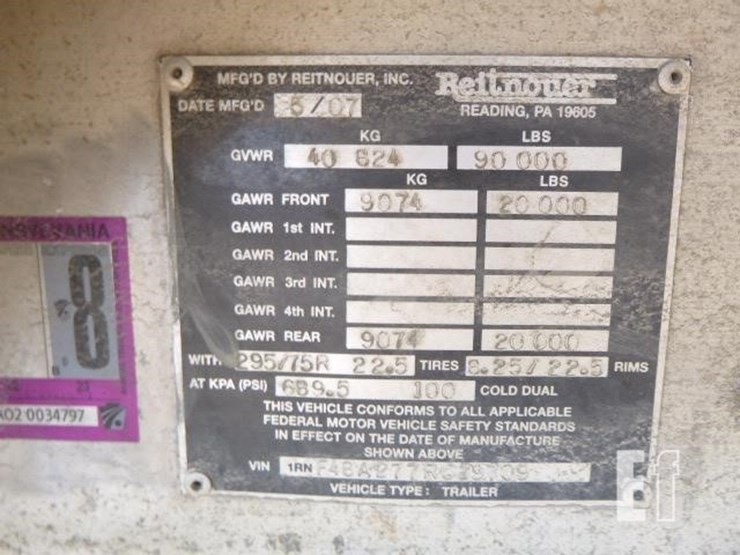 MFG'D BY REITNOUER, INC. Reitnouer
DATE MFG'D 5/07 READING, PA 19605
KG LBS
GVWR 40 824 90 000
KG LBS
GAWR FRONT 9074 20 000
GAWR 1st INT.
GAWR 2nd INT.
GAWR 3rd INT.
GAWR 4th INT.
GAWR REAR 9074 20 000
WITH 295/75R 22.5 TIRES 8.25/22.5 RIMS
AT KPA (PSI) 689.5 100 COLD DUAL
THIS VEHICLE CONFORMS TO ALL APPLICABLE
FEDERAL MOTOR VEHICLE SAFETY STANDARDS
IN EFFECT ON THE DATE OF MANUFACTURE
SHOWN ABOVE
VIN 1RN
VEHICLE TYPE: TRAILER
NSYLVANIA
8
21
A02 0034797
Ef